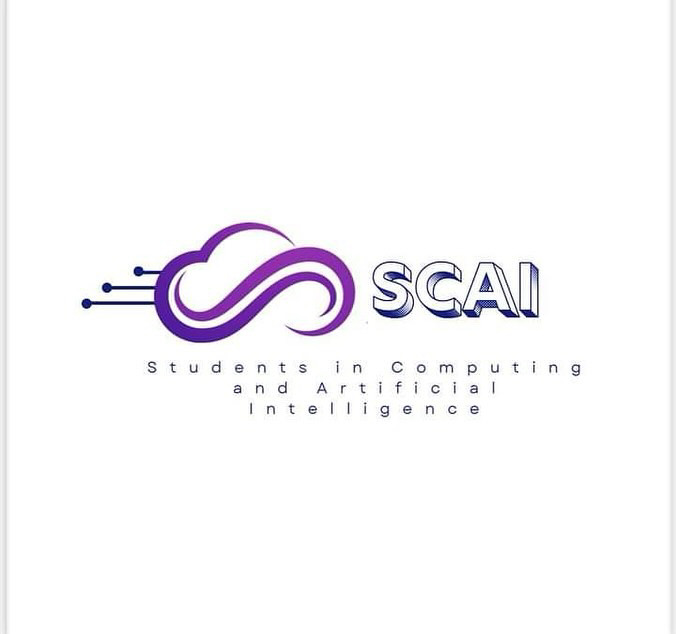 SCAI
Students in Computing
and Artificial
Intelligence